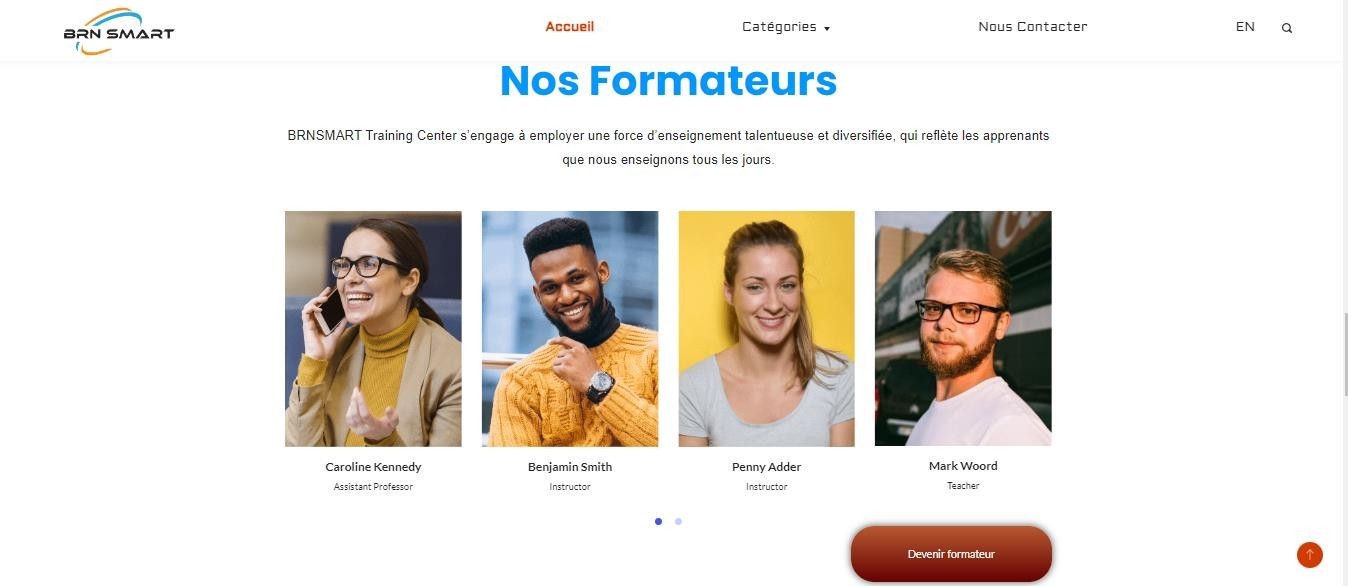 BRN SMART
Accueil
Catégories
Nous Contacter
EN
Nos Formateurs
BRNSMART Training Center s’engage à employer une force d’enseignement talentueuse et diversifiée, qui reflète les apprenants
que nous enseignons tous les jours.
Caroline Kennedy
Assistant Professor
Benjamin Smith
Instructor
Penny Adder
Instructor
Mark Woord
Teacher
Devenir formateur